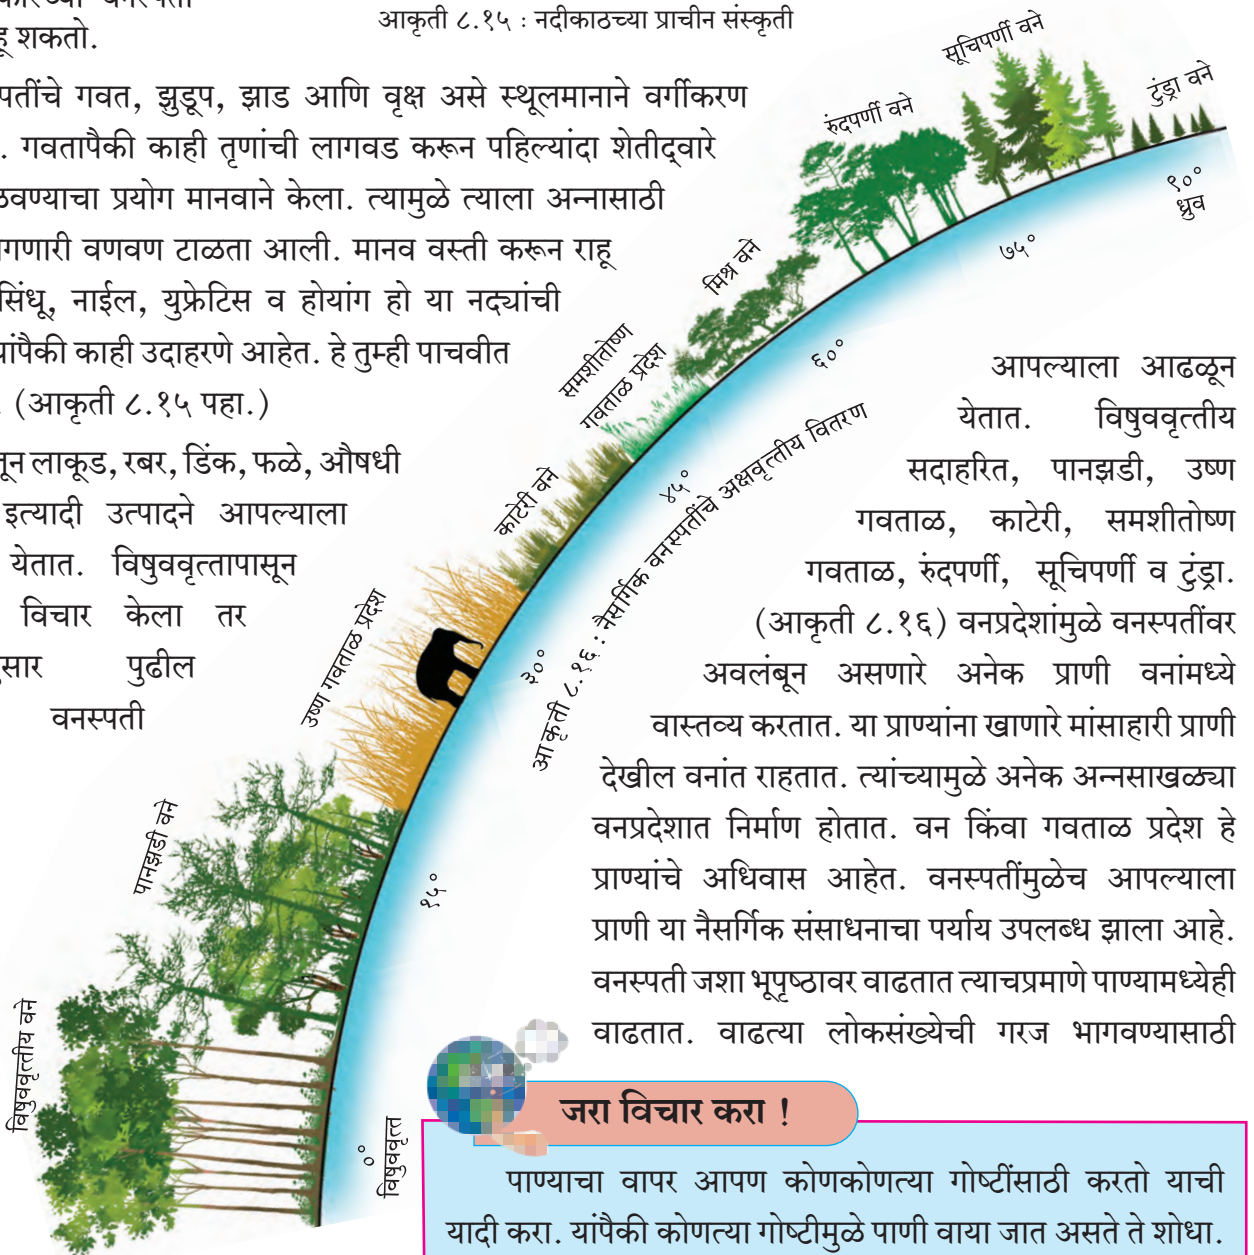 हू शकतो.
आकृती ८.१५ : नदीकाठच्या प्राचीन संस्कृती
पतींचे गवत, झुडूप, झाड आणि वृक्ष असे स्थूलमानाने वर्गीकरण
. गवतापैकी काही तृणांची लागवड करून पहिल्यांदा शेतीद्वारे
ळवण्याचा प्रयोग मानवाने केला. त्यामुळे त्याला अन्नासाठी
गणारी वणवण टाळता आली. मानव वस्ती करून राहू
सिंधू, नाईल, युफ्रेटिस व होयांग हो या नद्यांची
यांपैकी काही उदाहरणे आहेत. हे तुम्ही पाचवीत
. (आकृती ८.१५ पहा.)
तून लाकूड, रबर, डिंक, फळे, औषधी
इत्यादी उत्पादने आपल्याला
येतात. विषुववृत्तापासून
विचार केला तर
ुसार पुढील
वनस्पती
सूचिपर्णी वने
टुंड्रा वने
रुंदपर्णी वने
मिश्र वने
समशीतोष्ण
गवताळ प्रदेश
काटेरी वने
उष्ण गवताळ प्रदेश
पानझडी वने
विषुववृत्तीय वने
९०°
ध्रुव
७५°
६०°
४५°
३०°
१५°
०°
विषुववृत्त
आकृती ८.१६ : नैसर्गिक वनस्पतींचे अक्षवृत्तीय वितरण
आपल्याला आढळून
येतात. विषुववृत्तीय
सदाहरित, पानझडी, उष्ण
गवताळ, काटेरी, समशीतोष्ण
गवताळ, रुंदपर्णी, सूचिपर्णी व टुंड्रा.
(आकृती ८.१६) वनप्रदेशांमुळे वनस्पतींवर
अवलंबून असणारे अनेक प्राणी वनांमध्ये
वास्तव्य करतात. या प्राण्यांना खाणारे मांसाहारी प्राणी
देखील वनांत राहतात. त्यांच्यामुळे अनेक अन्नसाखळ्या
वनप्रदेशात निर्माण होतात. वन किंवा गवताळ प्रदेश हे
प्राण्यांचे अधिवास आहेत. वनस्पतींमुळेच आपल्याला
प्राणी या नैसर्गिक संसाधनाचा पर्याय उपलब्ध झाला आहे.
वनस्पती जशा भूपृष्ठावर वाढतात त्याचप्रमाणे पाण्यामध्येही
वाढतात. वाढत्या लोकसंख्येची गरज भागवण्यासाठी
जरा विचार करा !
पाण्याचा वापर आपण कोणकोणत्या गोष्टींसाठी करतो याची
यादी करा. यांपैकी कोणत्या गोष्टीमुळे पाणी वाया जात असते ते शोधा.